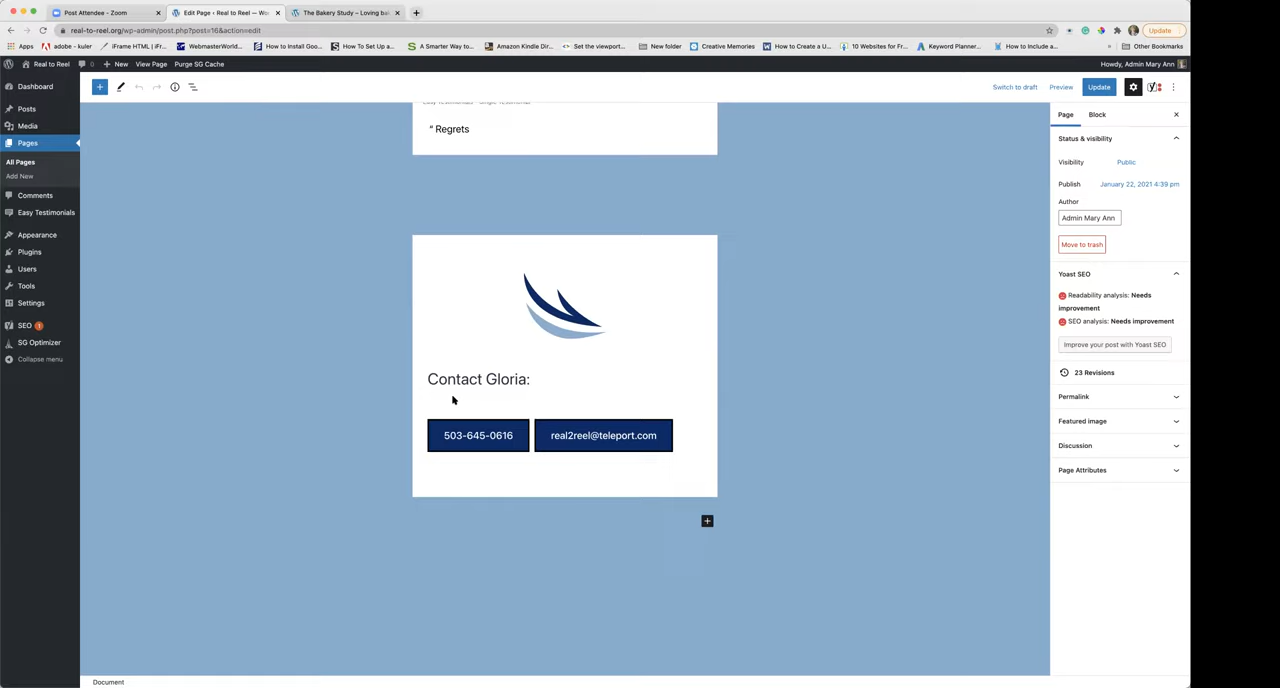 Post Attendee - Zoom
Edit Page ‹ Real to Reel — Wo
The Bakery Study – Loving ba
real-to-reel.org/wp-admin/post.php?post=16&action=edit
Update
Apps
adobe - kuler
iFrame HTML | iFr...
WebmasterWorld...
How to Install Goo...
How To Set Up a...
A Smarter Way to...
Amazon Kindle Dir...
Set the viewport...
New folder
Creative Memories
How to Create a U...
10 Websites for Fr...
Keyword Planner...
How to Include a...
»
Other Bookmarks
Real to Reel
0
New
View Page
Purge SG Cache
Howdy, Admin Mary Ann
Dashboard
Posts
Media
Pages
All Pages
Add New
Comments
Easy Testimonials
Appearance
Plugins
Users
Tools
Settings
SEO 1
SG Optimizer
Collapse menu
Switch to draft
Preview
Update
“ Regrets
Contact Gloria:
503-645-0616
real2reel@teleport.com
Page
Block
Status & visibility
Visibility
Public
Publish
January 22, 2021 4:39 pm
Author
Admin Mary Ann
Move to trash
Yoast SEO
Readability analysis: Needs
improvement
SEO analysis: Needs improvement
Improve your post with Yoast SEO
23 Revisions
Permalink
Featured image
Discussion
Page Attributes
Document